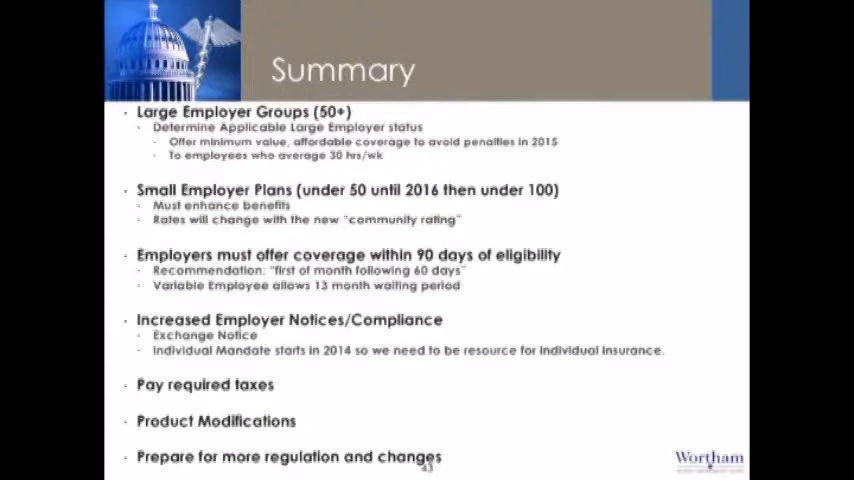 Summary
· Large Employer Groups (50+)
· Determine Applicable Large Employer status
· Offer minimum value, affordable coverage to avoid penalties in 2015
· To employees who average 30 hrs/wk
· Small Employer Plans (under 50 until 2016 then under 100)
· Must enhance benefits
· Rates will change with the new "community rating"
· Employers must offer coverage within 90 days of eligibility
· Recommendation: "first of month following 60 days"
· Variable Employee allows 13 month waiting period
· Increased Employer Notices/Compliance
· Exchange Notice
· Individual Mandate starts in 2014 so we need to be resource for individual insurance.
· Pay required taxes
· Product Modifications
· Prepare for more regulation and changes
43
Wortham